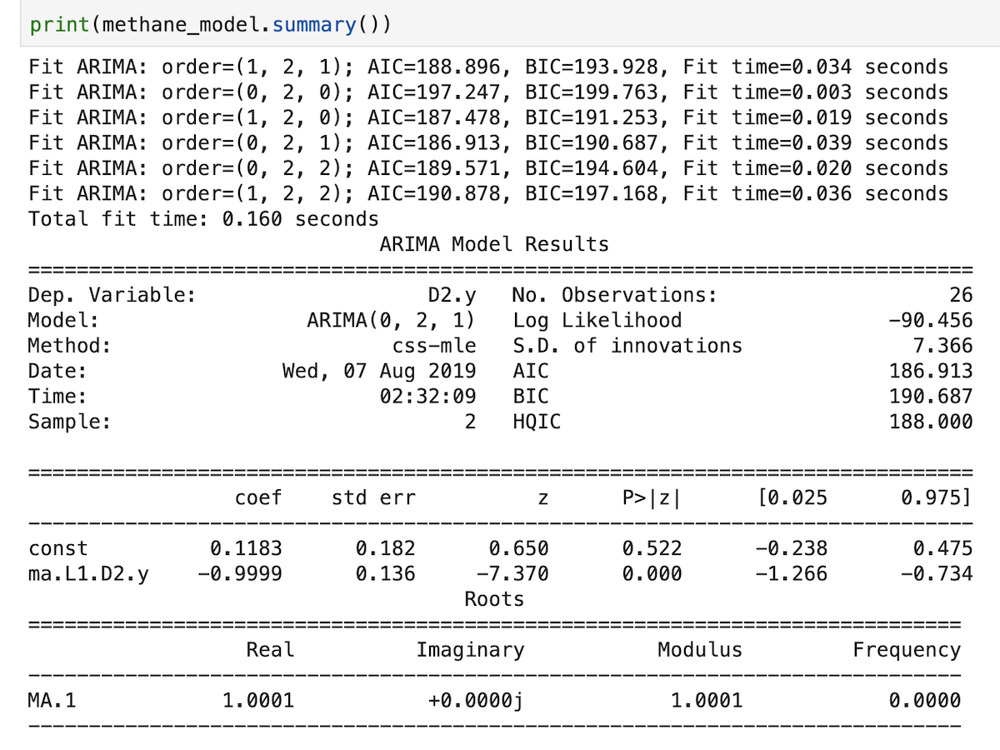 print(methane_model.summary())
Fit ARIMA: order=(1, 2, 1); AIC=188.896, BIC=193.928, Fit time=0.034 seconds
Fit ARIMA: order=(0, 2, 0); AIC=197.247, BIC=199.763, Fit time=0.003 seconds
Fit ARIMA: order=(1, 2, 0); AIC=187.478, BIC=191.253, Fit time=0.019 seconds
Fit ARIMA: order=(0, 2, 1); AIC=186.913, BIC=190.687, Fit time=0.039 seconds
Fit ARIMA: order=(0, 2, 2); AIC=189.571, BIC=194.604, Fit time=0.020 seconds
Fit ARIMA: order=(1, 2, 2); AIC=190.878, BIC=197.168, Fit time=0.036 seconds
Total fit time: 0.160 seconds
                             ARIMA Model Results
==============================================================================
Dep. Variable:                   D2.y   No. Observations:                   26
Model:                 ARIMA(0, 2, 1)   Log Likelihood                 -90.456
Method:                       css-mle   S.D. of innovations              7.366
Date:                Wed, 07 Aug 2019   AIC                            186.913
Time:                        02:32:09   BIC                            190.687
Sample:                             2   HQIC                           188.000

==============================================================================
                 coef    std err          z      P>|z|      [0.025      0.975]
------------------------------------------------------------------------------
const          0.1183      0.182      0.650      0.522      -0.238       0.475
ma.L1.D2.y    -0.9999      0.136     -7.370      0.000      -1.266      -0.734
                                    Roots
=============================================================================
                  Real          Imaginary           Modulus         Frequency
-----------------------------------------------------------------------------
MA.1            1.0001           +0.0000j            1.0001            0.0000
-----------------------------------------------------------------------------